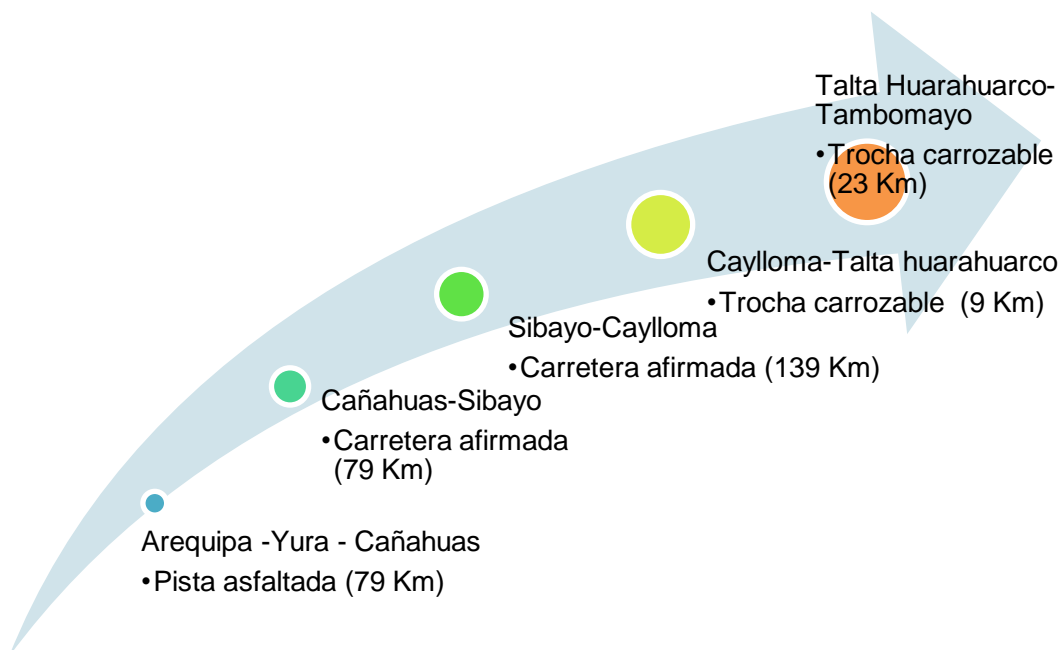 Talta Huarahuarco-
Tambomayo
•Trocha carrozable
(23 Km)
Caylloma-Talta huarahuarco
•Trocha carrozable (9 Km)
Sibayo-Caylloma
•Carretera afirmada (139 Km)
Cañahuas-Sibayo
•Carretera afirmada
(79 Km)
Arequipa -Yura - Cañahuas
•Pista asfaltada (79 Km)